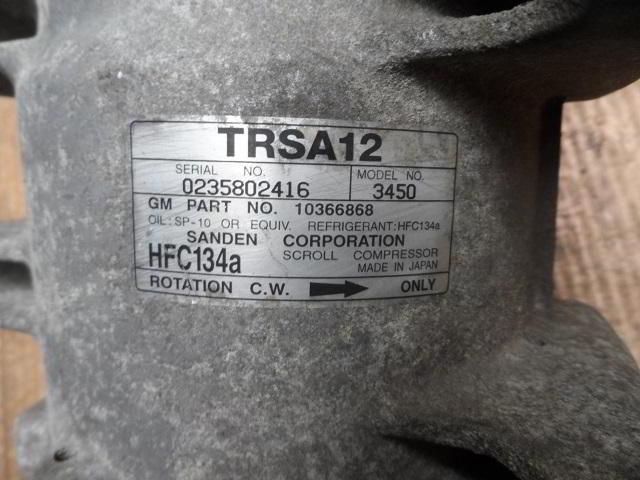 TRSA12
SERIAL NO. MODEL NO.
0235802416 3450
GM PART NO. 10366868
OIL: SP-10 OR EQUIV. REFRIGERANT: HFC134a
SANDEN CORPORATION
HFC134a SCROLL COMPRESSOR
MADE IN JAPAN
ROTATION C.W. ONLY